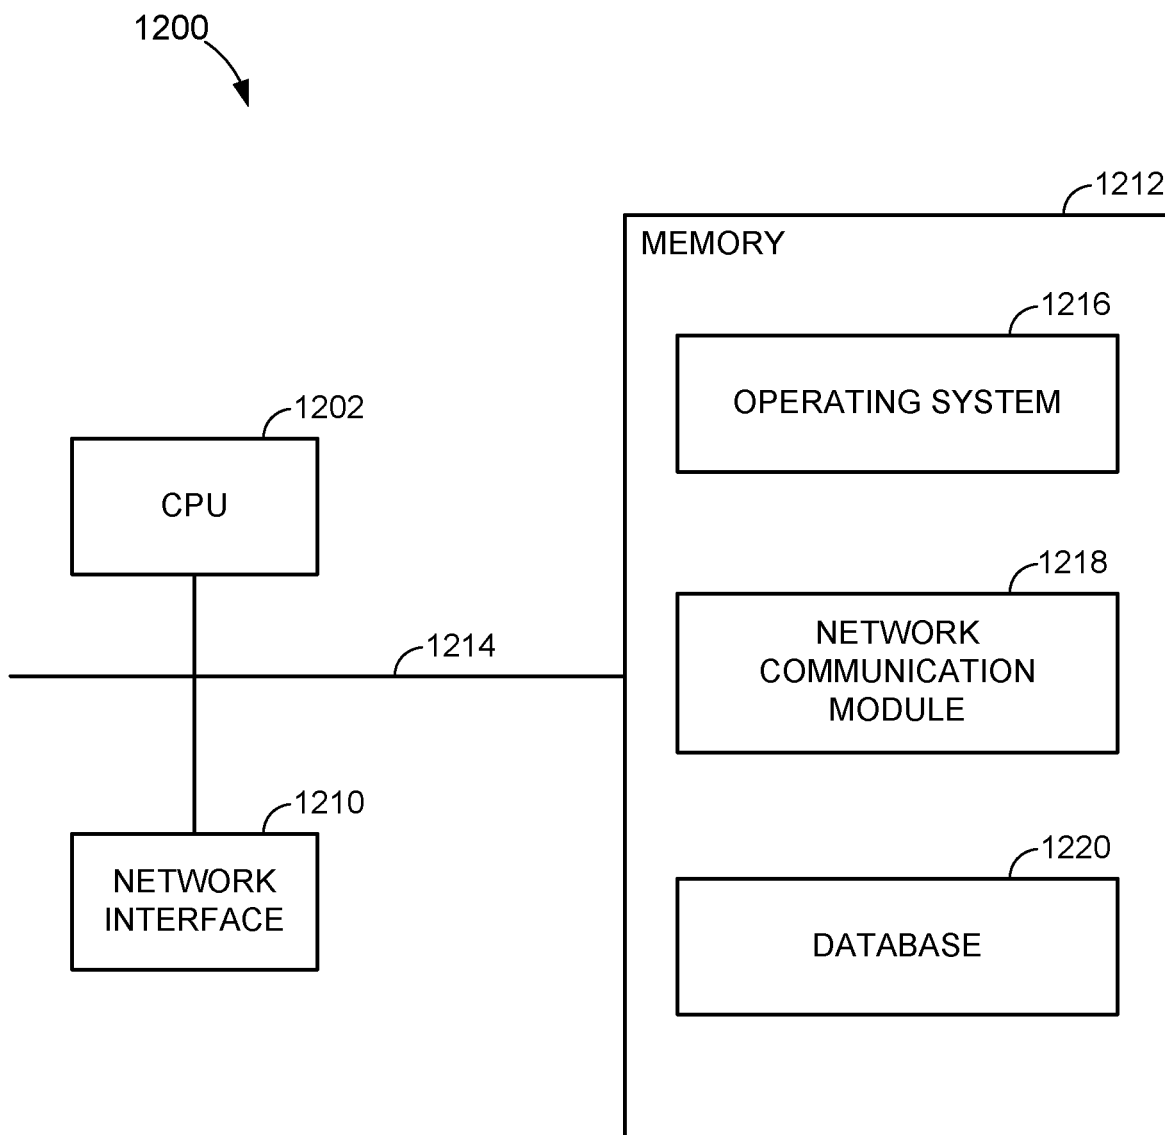 1200
1212
MEMORY
1216
OPERATING SYSTEM
1202
CPU
1218
NETWORK
COMMUNICATION
MODULE
1214
1210
NETWORK
INTERFACE
1220
DATABASE